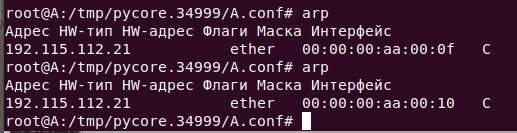 root@A:/tmp/pycore.34999/A.conf# arp
Адрес HW-тип HW-адрес Флаги Маска Интерфейс
192.115.112.21 ether 00:00:00:aa:00:0f C
root@A:/tmp/pycore.34999/A.conf# arp
Адрес HW-тип HW-адрес Флаги Маска Интерфейс
192.115.112.21 ether 00:00:00:aa:00:10 C
root@A:/tmp/pycore.34999/A.conf#